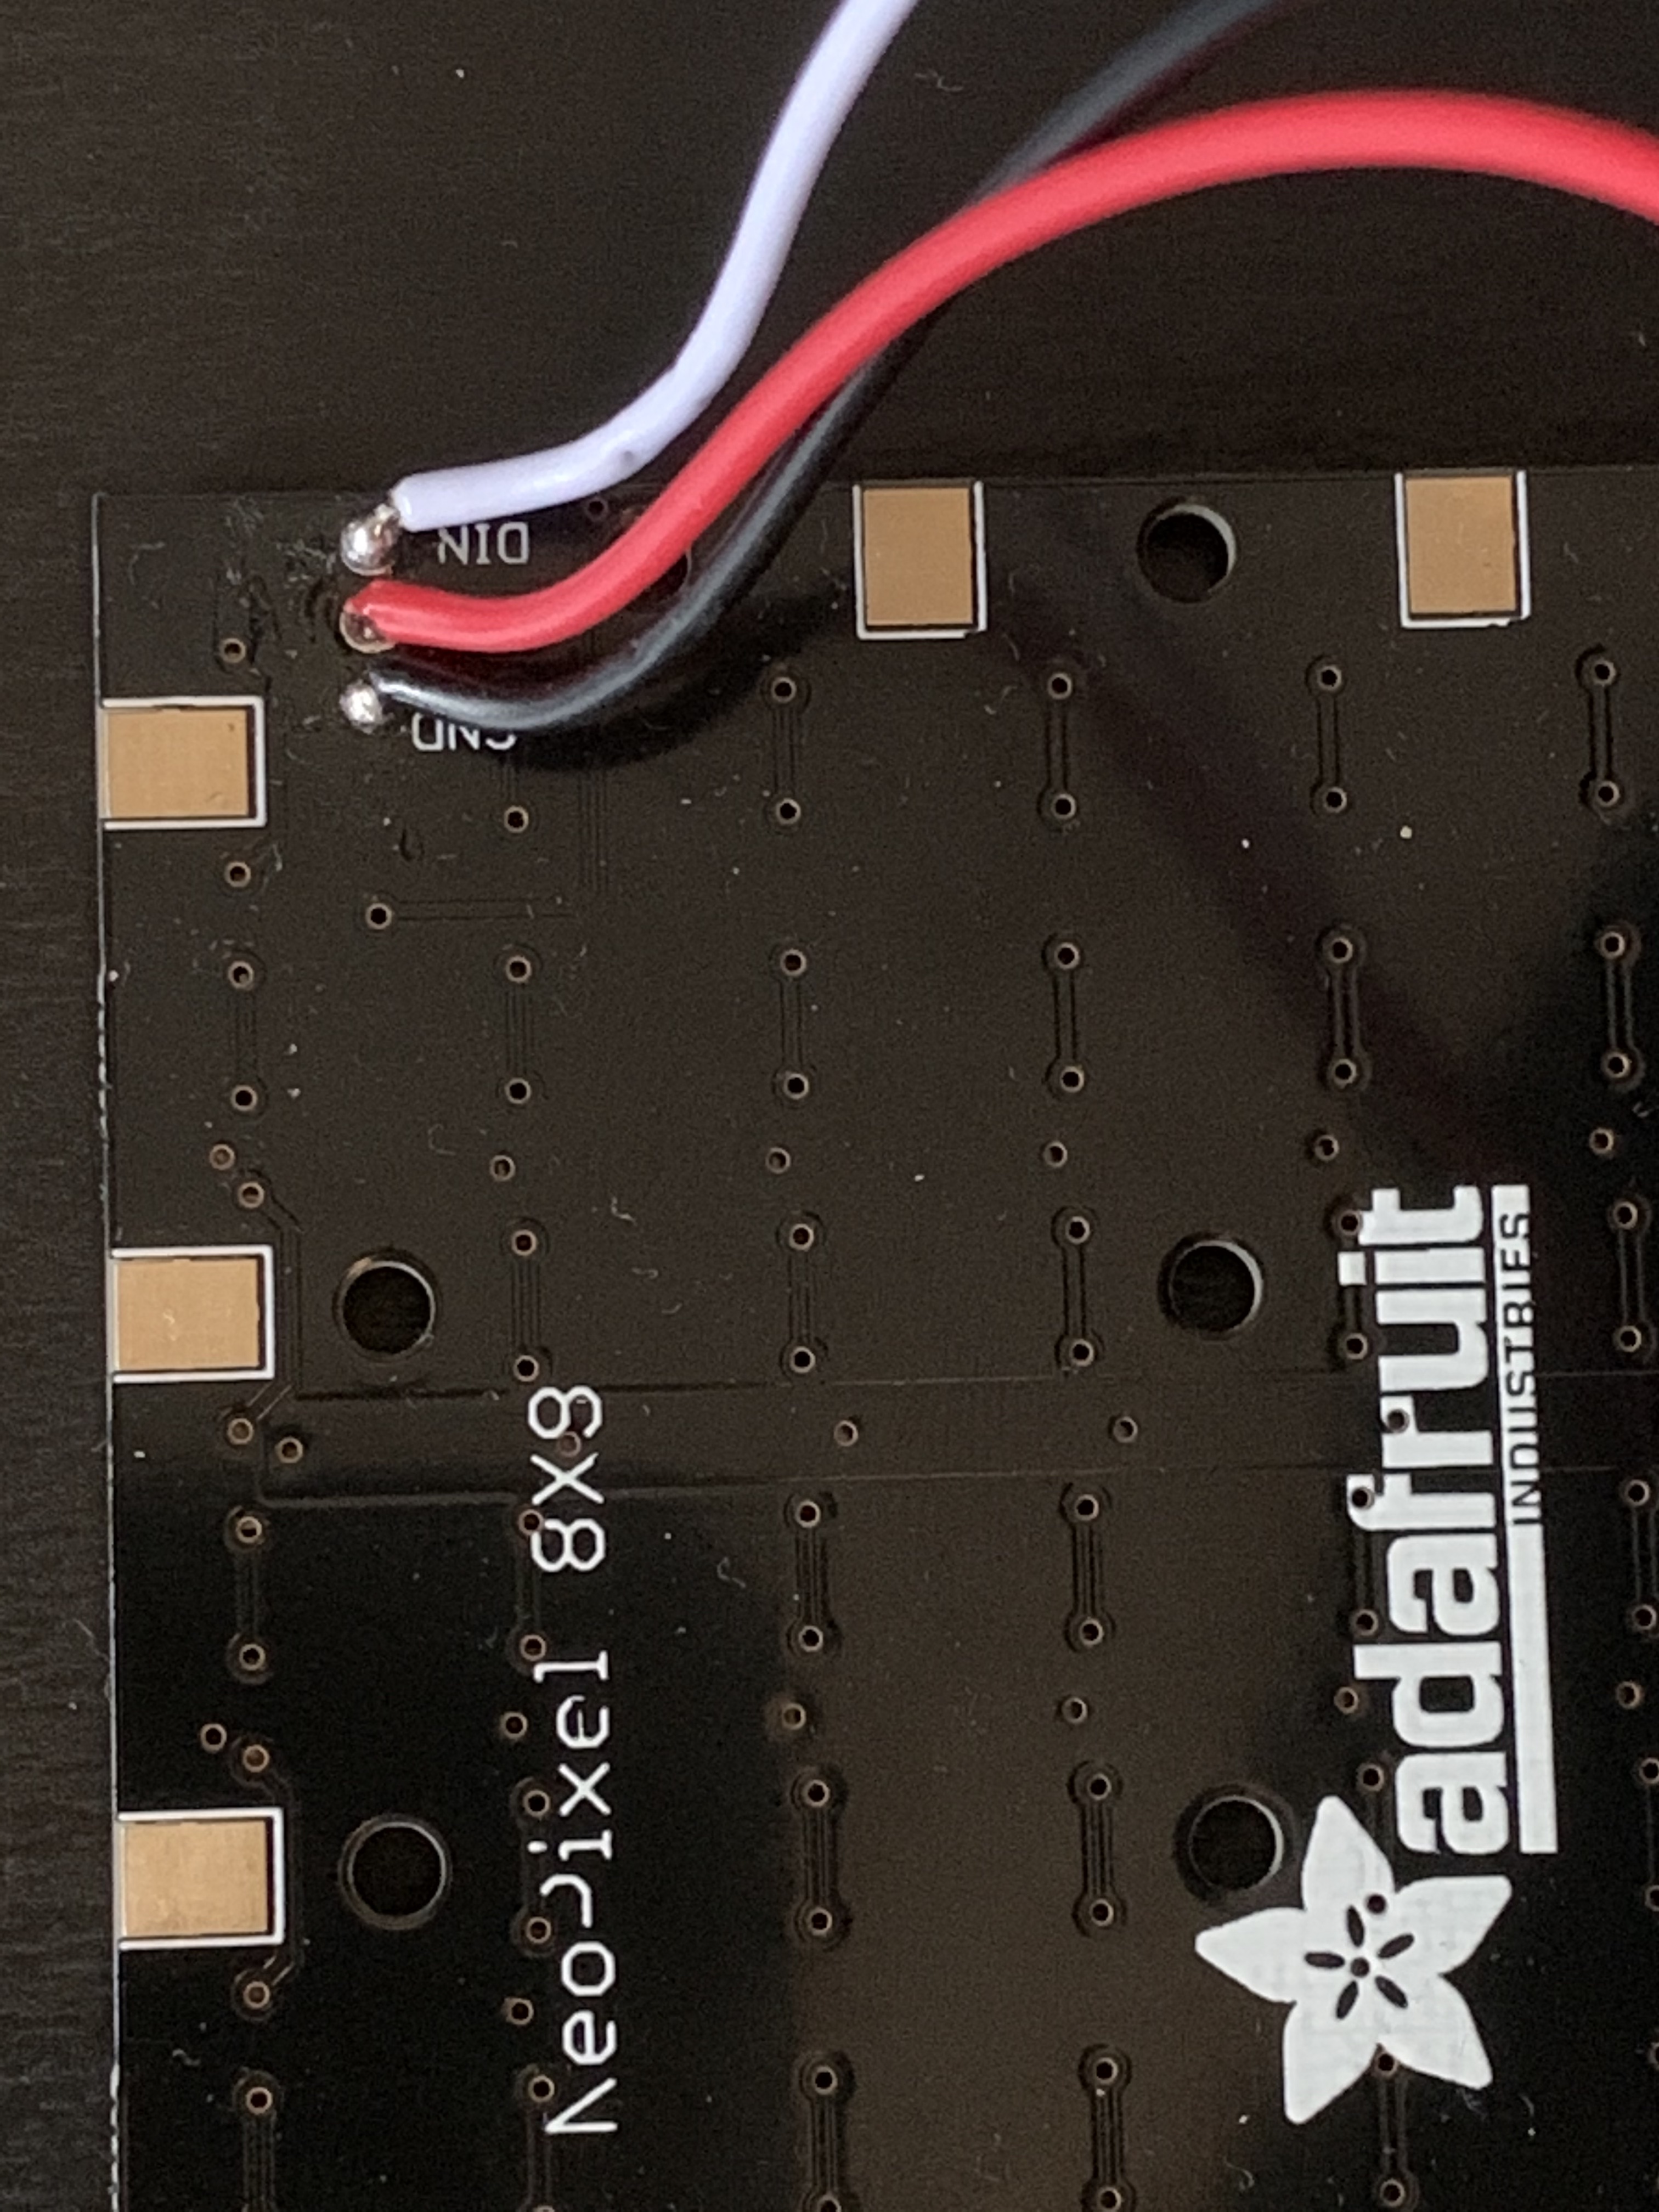 DIN
GND
NeoPixel 8X8
adafruit
INDUSTRIES